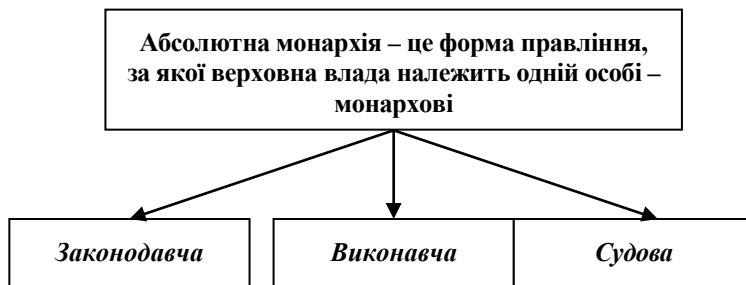 Абсолютна монархія – це форма правління,
за якої верховна влада належить одній особі –
монархові
Законодавча
Виконавча
Судова